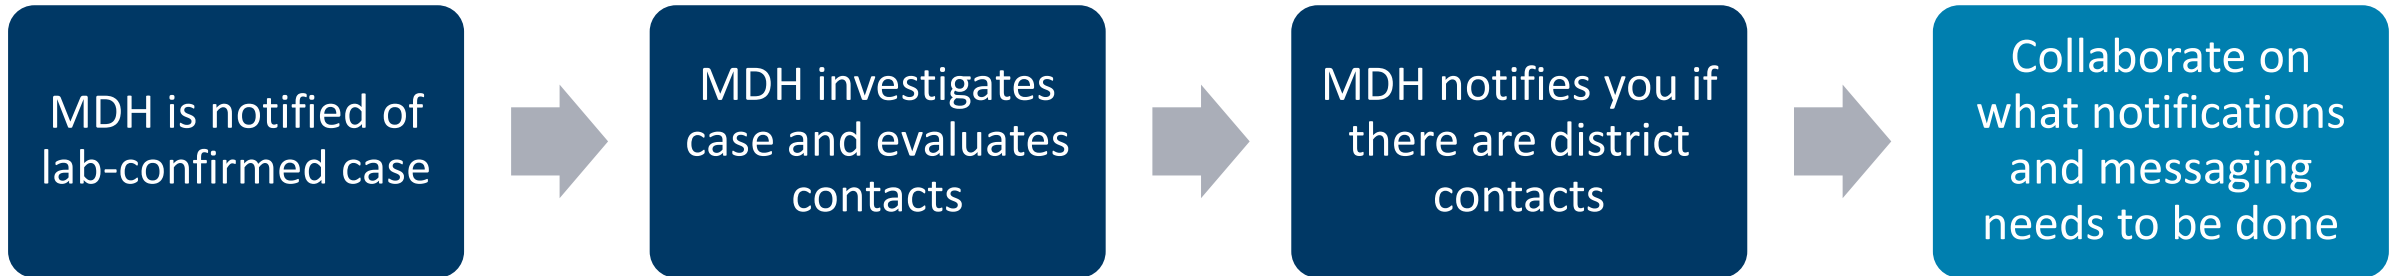 MDH is notified of
lab-confirmed case
MDH investigates
case and evaluates
contacts
MDH notifies you if
there are district
contacts
Collaborate on
what notifications
and messaging
needs to be done